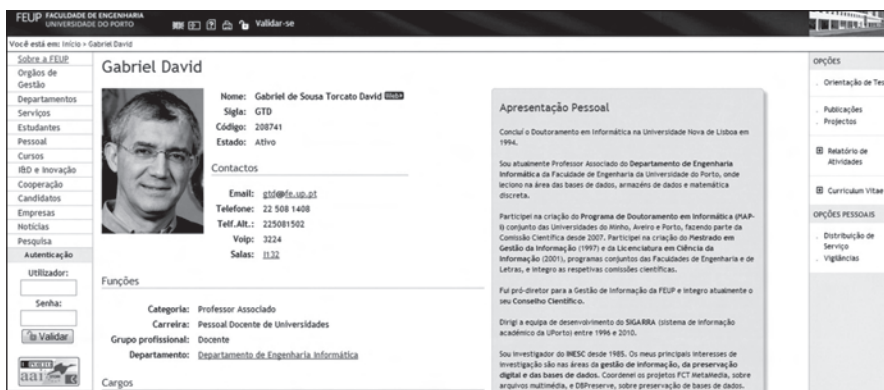 FEUP FACULDADE DE ENGENHARIA
UNIVERSIDADE DO PORTO
Validar-se
Você está em: Início > Gabriel David
Sobre a FEUP
Orgãos de
Gestão
Departamentos
Serviços
Estudantes
Pessoal
Cursos
I&D e Inovação
Cooperação
Candidatos
Empresas
Notícias
Pesquisa
Autenticação
Utilizador:
Senha:
Validar
Gabriel David
Nome: Gabriel de Sousa Torcato David
Sigla: GTD
Código: 208741
Estado: Ativo
Contactos
Email: gtd@fe.up.pt
Telefone: 22 508 1408
Telf.Alt.: 225081502
Voip: 3224
Salas: I132
Funções
Categoria: Professor Associado
Carreira: Pessoal Docente de Universidades
Grupo profissional: Docente
Departamento: Departamento de Engenharia Informática
Cargos
Apresentação Pessoal
Concluí o Doutoramento em Informática na Universidade Nova de Lisboa em
1994.
Sou atualmente Professor Associado do Departamento de Engenharia
Informática da Faculdade de Engenharia da Universidade do Porto, onde
leciono na área das bases de dados, armazéns de dados e matemática
discreta.
Participei na criação do Programa de Doutoramento em Informática (MAP-
i) conjunto das Universidades do Minho, Aveiro e Porto, fazendo parte da
Comissão Científica desde 2007. Participei na criação do Mestrado em
Gestão da Informação (1997) e da Licenciatura em Ciência da
Informação (2001), programas conjuntos das Faculdades de Engenharia e de
Letras, e integro as respetivas comissões científicas.
Fui pró-diretor para a Gestão de Informação da FEUP e integro atualmente o
seu Conselho Científico.
Dirigi a equipa de desenvolvimento do SIGARRA (sistema de informação
académico da UPorto) entre 1996 e 2010.
Sou investigador do INESC desde 1985. Os meus principais interesses de
investigação são nas áreas da gestão de informação, da preservação
digital e das bases de dados. Coordenei os projetos FCT MetaMedia, sobre
arquivos multimédia, e DBPreserve, sobre preservação de bases de dados.
OPÇÕES
Orientação de Tes
Publicações
Projectos
Relatório de
Atividades
Curriculum Vitae
OPÇÕES PESSOAIS
Distribuição de
Serviço
Vigilâncias